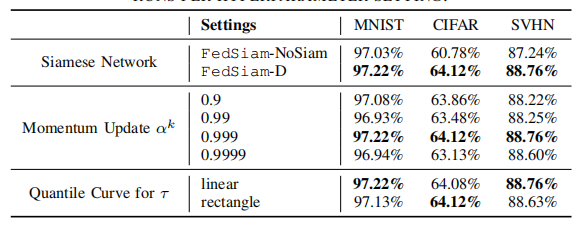 Settings MNIST CIFAR SVHN
Siamese Network
FedSiam-NoSiam 97.03% 60.78% 87.24%
FedSiam-D 97.22% 64.12% 88.76%
Momentum Update αᵏ
0.9 97.08% 63.86% 88.22%
0.99 96.93% 63.48% 88.25%
0.999 97.22% 64.12% 88.76%
0.9999 96.94% 63.13% 88.60%
Quantile Curve for τ
linear 97.22% 64.08% 88.76%
rectangle 97.13% 64.12% 88.63%